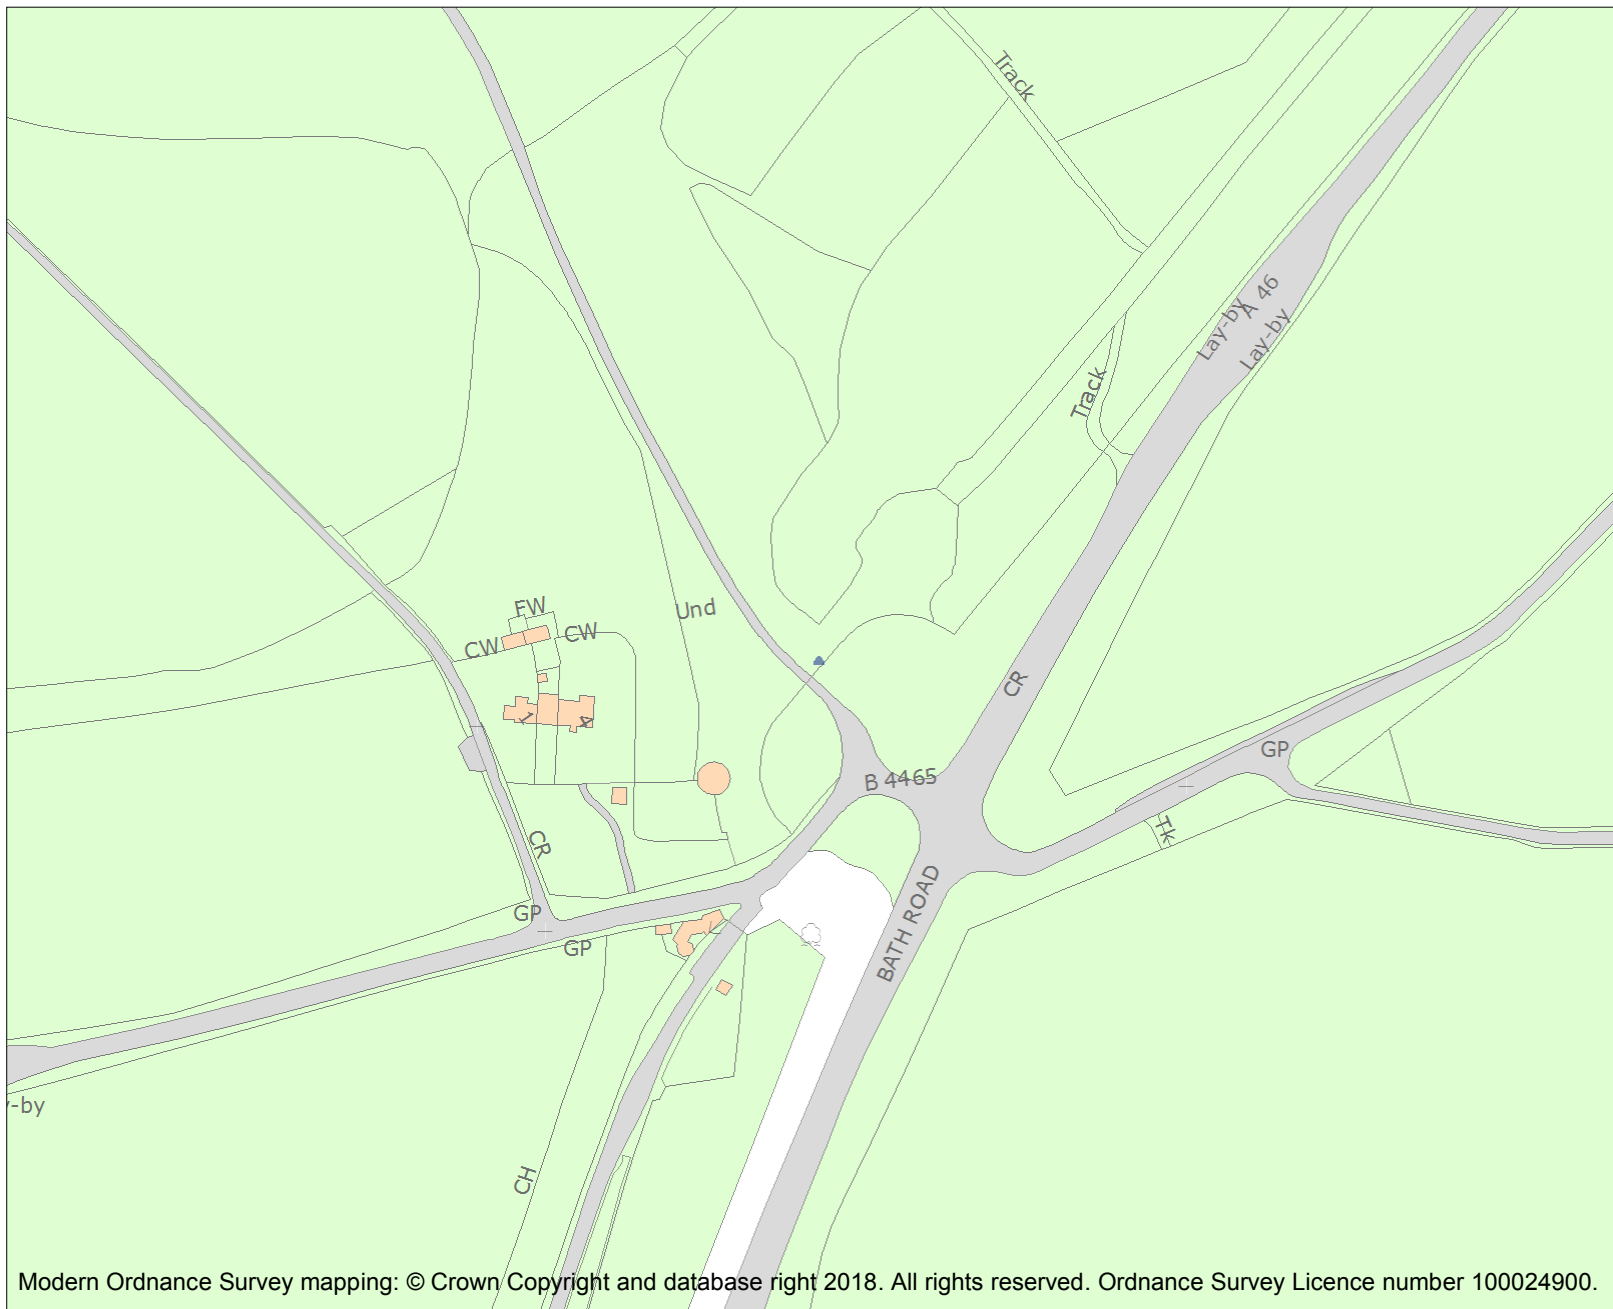 Track
A 46
Lay-by
Lay-by
Track
FW
Und
CW
CW
CR
1
4
GP
B 4465
CR
Tk
BATH ROAD
GP
GP
y-by
CH
Modern Ordnance Survey mapping: © Crown Copyright and database right 2018. All rights reserved. Ordnance Survey Licence number 100024900.